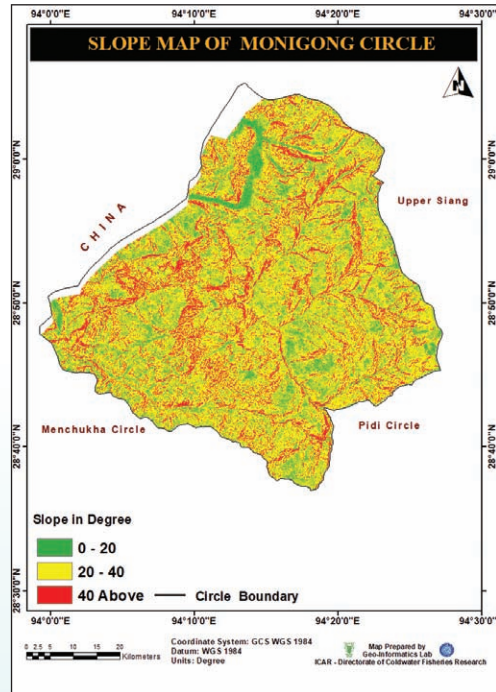 94°0'0"E 94°10'0"E 94°20'0"E 94°30'0"E
SLOPE MAP OF MONIGONG CIRCLE
N
29°0'0"N 29°0'0"N
CHINA
Upper Siang
28°50'0"N 28°50'0"N
Menchukha Circle
Pidi Circle
28°40'0"N 28°40'0"N
Slope in Degree
0 - 20
20 - 40
40 Above
Circle Boundary
28°30'0"N 28°30'0"N
94°0'0"E 94°10'0"E 94°20'0"E 94°30'0"E
0 2.5 5 10 15 20
Kilometers
Coordinate System: GCS WGS 1984
Datum: WGS 1984
Units: Degree
Map Prepared by
Geo-Informatics Lab
ICAR - Directorate of Coldwater Fisheries Research